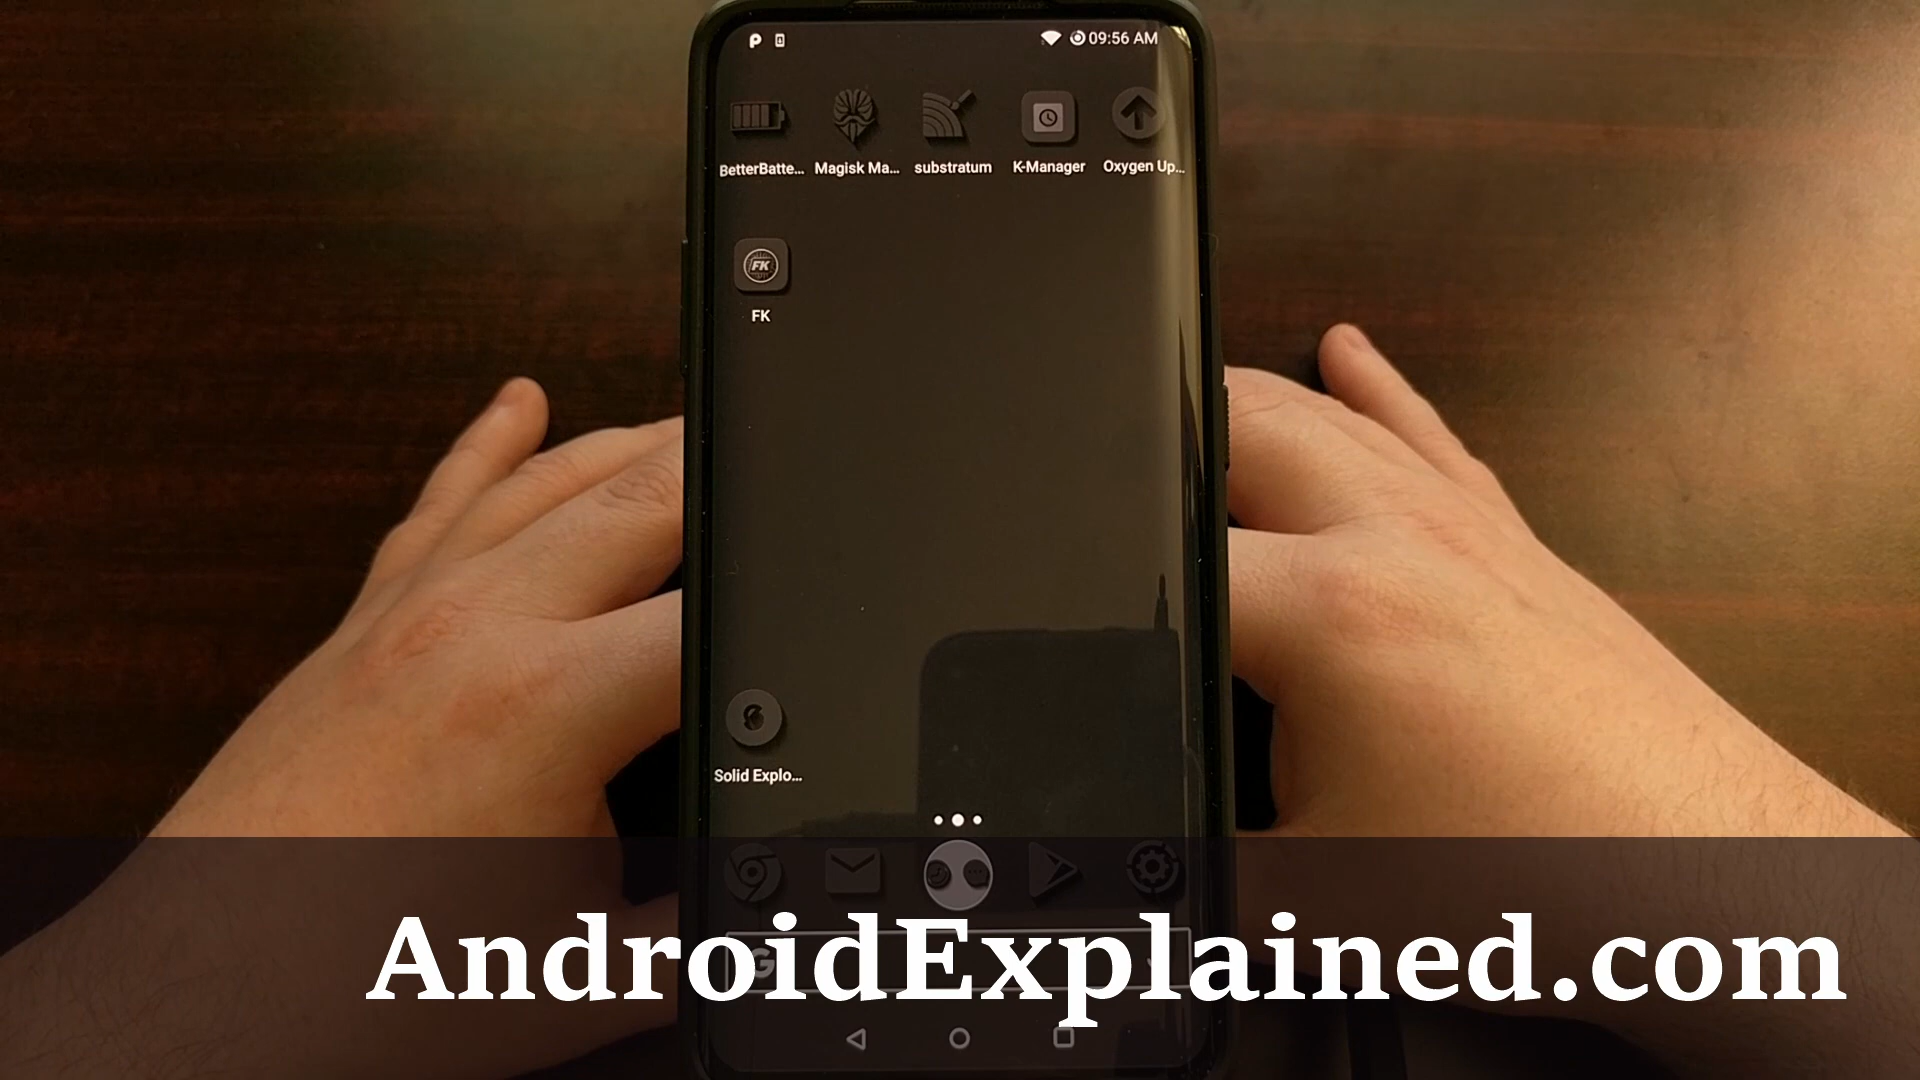 09:56 AM
BetterBatte...
Magisk Ma...
substratum
K-Manager
Oxygen Up...
FK
FK
Solid Explo...
G
AndroidExplained.com